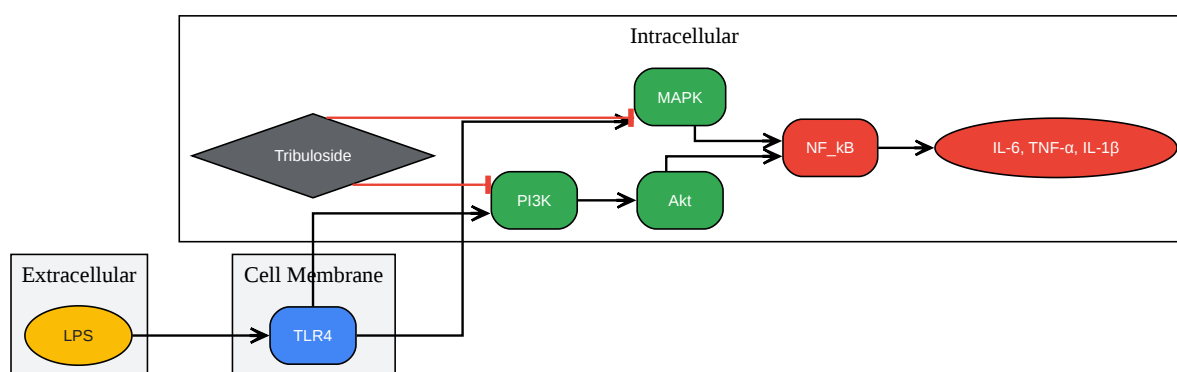 Intracellular
MAPK
Tribuloside
NF_kB
IL-6, TNF-α, IL-1β
PI3K
Akt
Extracellular
Cell Membrane
LPS
TLR4